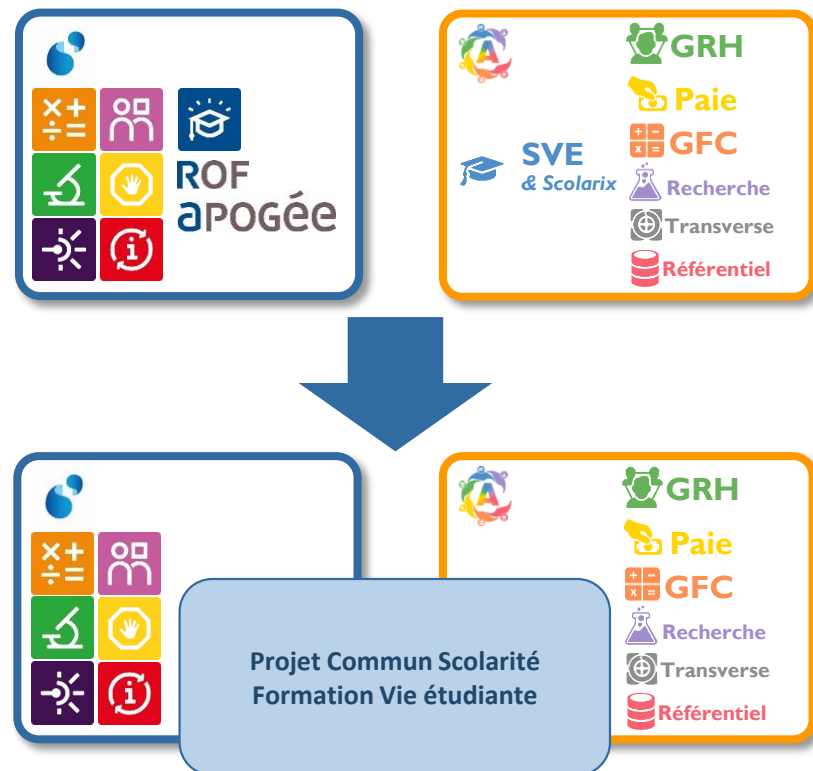 ROF
aPOGée
A
GRH
Paie
SVE
& Scolarix
GFC
Recherche
Transverse
Référentiel
A
GRH
Paie
GFC
Recherche
Transverse
Référentiel
Projet Commun Scolarité
Formation Vie étudiante